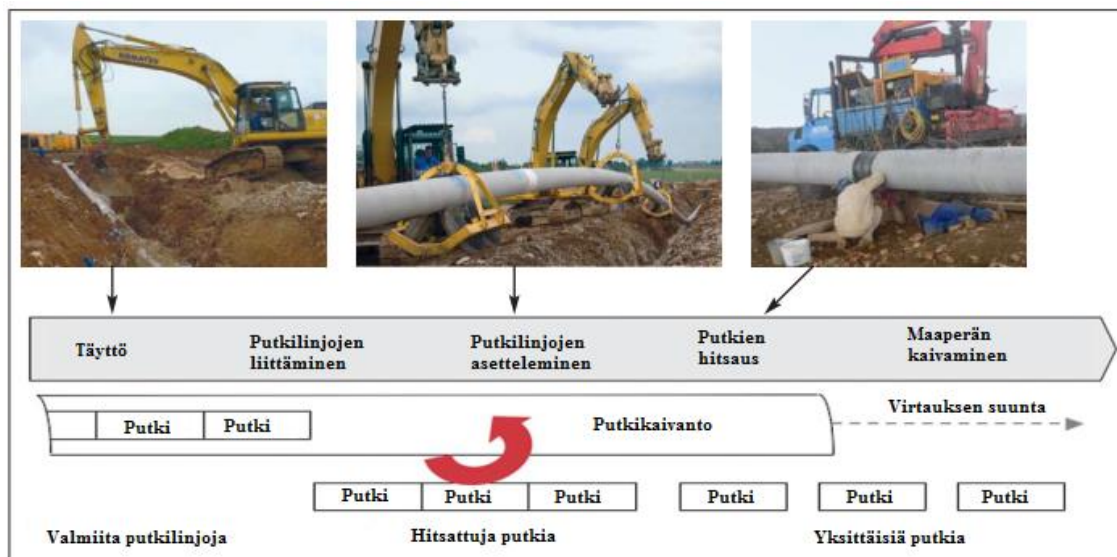 KOMATSU
Täyttö
Putkilinjojen
liittäminen
Putkilinjojen
asetteleminen
Putkien
hitsaus
Maaperän
kaivaminen
Putki
Putki
Putkikaivanto
Virtauksen suunta
Putki
Putki
Putki
Putki
Putki
Putki
Valmiita putkilinjoja
Hitsattuja putkia
Yksittäisiä putkia